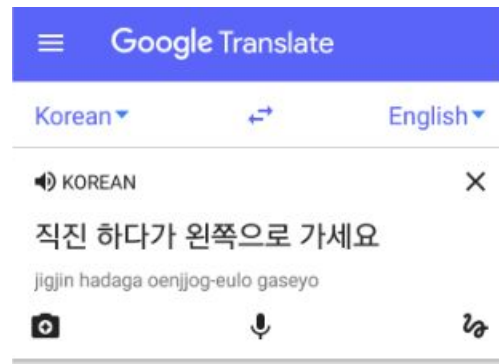 Google Translate
Korean English
KOREAN
직진 하다가 왼쪽으로 가세요
jigjin hadaga oenjjog-eulo gaseyo